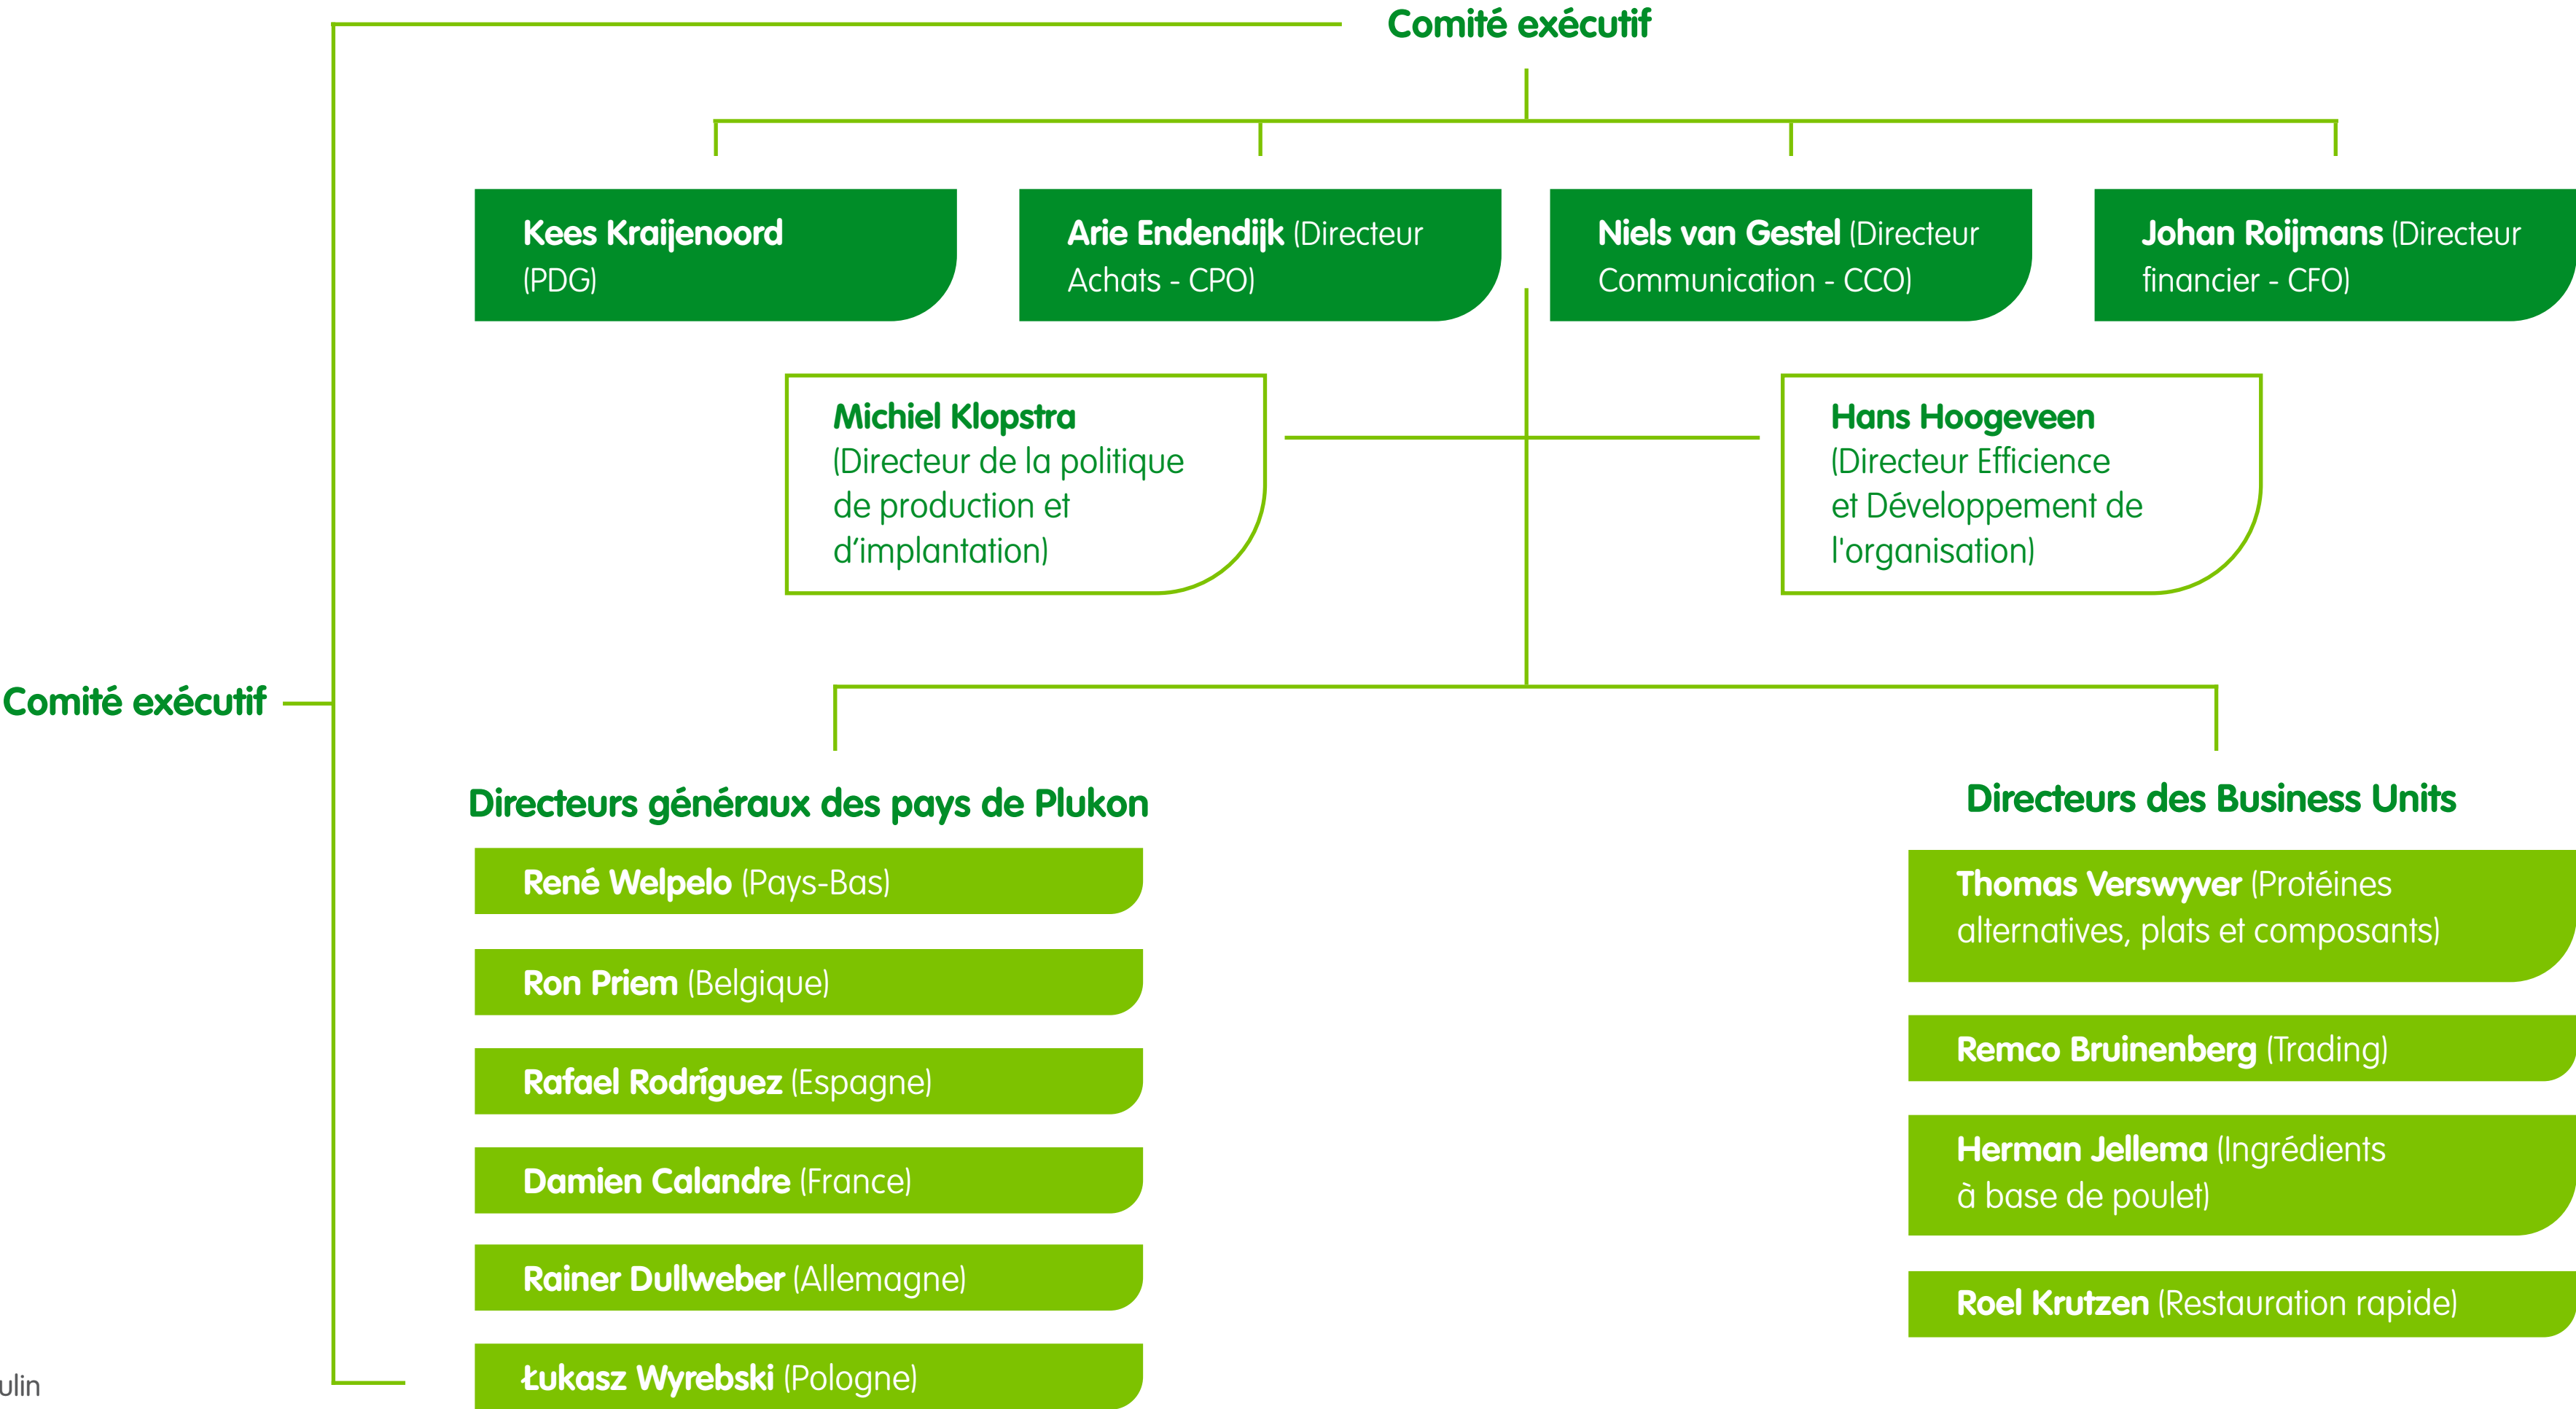 Comité exécutif
Kees Kraijenoord
(PDG)
Arie Endendijk (Directeur
Achats - CPO)
Niels van Gestel (Directeur
Communication - CCO)
Johan Roijmans (Directeur
financier - CFO)
Michiel Klopstra
(Directeur de la politique
de production et
d’implantation)
Hans Hoogeveen
(Directeur Efficience
et Développement de
l'organisation)
Comité exécutif
Directeurs généraux des pays de Plukon
René Welpelo (Pays-Bas)
Ron Priem (Belgique)
Rafael Rodríguez (Espagne)
Damien Calandre (France)
Rainer Dullweber (Allemagne)
Łukasz Wyrebski (Pologne)
Directeurs des Business Units
Thomas Verswyver (Protéines
alternatives, plats et composants)
Remco Bruinenberg (Trading)
Herman Jellema (Ingrédients
à base de poulet)
Roel Krutzen (Restauration rapide)
ulin